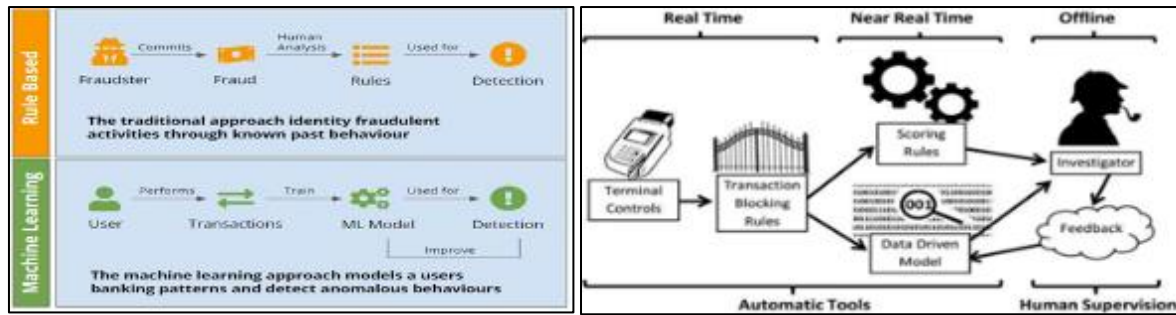 Rule Based
Commits
Human
Analysis
Used for
Fraudster
Fraud
Rules
Detection
The traditional approach identity fraudulent
activities through known past behaviour
Machine Learning
Performs
Train
Used for
User
Transactions
ML Model
Detection
Improve
The machine learning approach models a users
banking patterns and detect anomalous behaviours
Real Time
Near Real Time
Offline
Terminal
Controls
Transaction
Blocking
Rules
Scoring
Rules
001
Data Driven
Model
Investigator
Feedback
Automatic Tools
Human Supervision